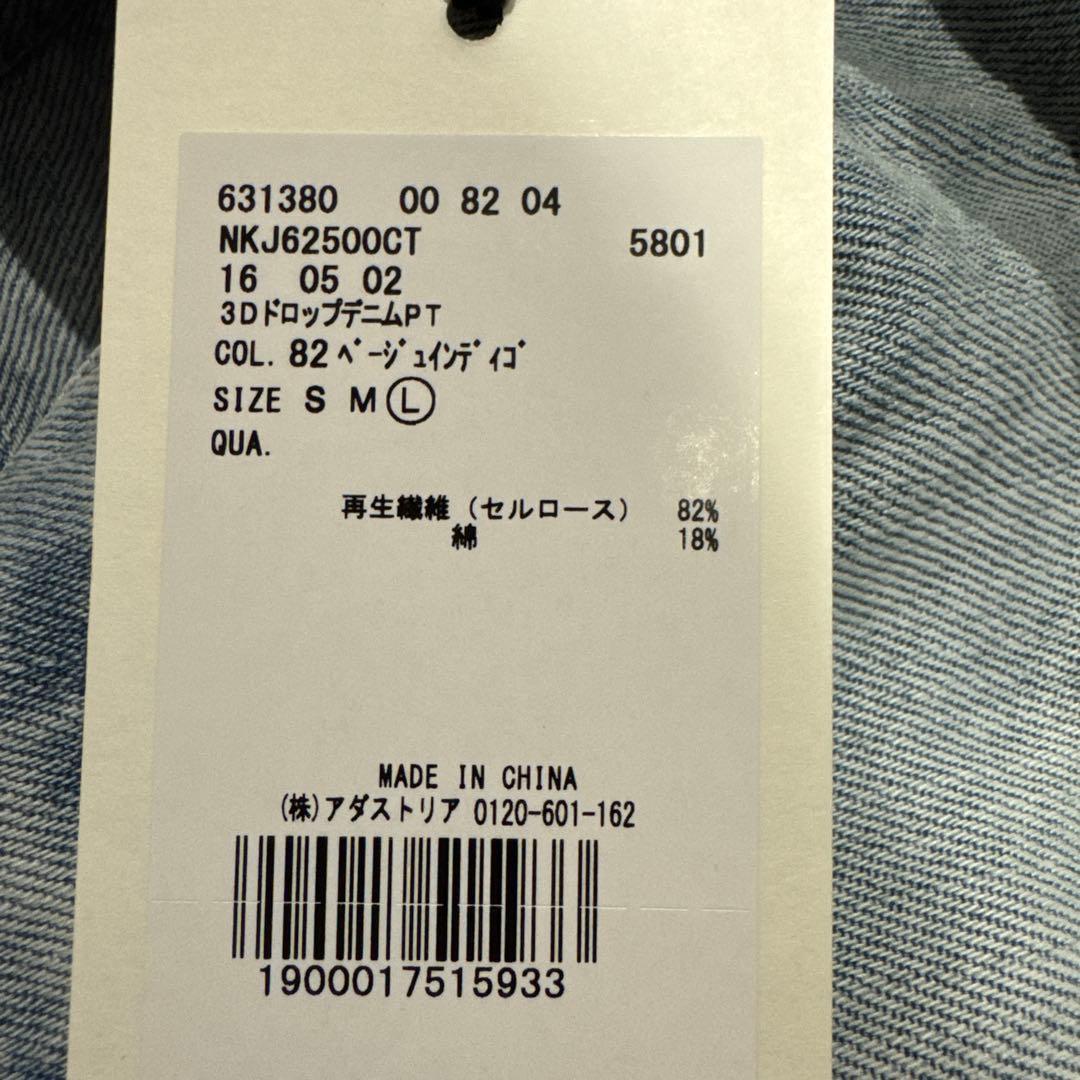 631380 00 82 04
NKJ62500CT 5801
16 05 02
3DドロップデニムPT
COL. 82 ﾍﾞｰｼﾞｭｲﾝﾃﾞｨｺﾞ
SIZE S M L
QUA.
再生繊維（セルロース） 82%
綿 18%
MADE IN CHINA
(株)アダストリア 0120-601-162
1900017515933